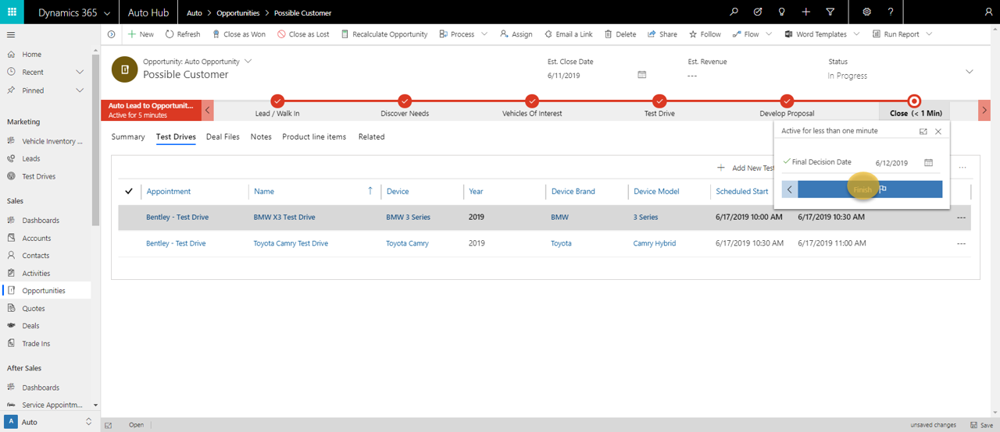 Dynamics 365
Auto Hub
Auto > Opportunities > Possible Customer
New
Refresh
Close as Won
Close as Lost
Recalculate Opportunity
Process
Assign
Email a Link
Delete
Share
Follow
Flow
Word Templates
Run Report
Home
Recent
Pinned
Marketing
Vehicle Inventory ...
Leads
Test Drives
Sales
Dashboards
Accounts
Contacts
Activities
Opportunities
Quotes
Deals
Trade Ins
After Sales
Dashboards
Service Appointm...
A Auto
Opportunity: Auto Opportunity
Possible Customer
Est. Close Date
6/11/2019
Est. Revenue
---
Status
In Progress
Auto Lead to Opportunit...
Active for 5 minutes
Lead / Walk In
Discover Needs
Vehicles Of Interest
Test Drive
Develop Proposal
Close (< 1 Min)
Active for less than one minute
Final Decision Date 6/12/2019
Finish
Summary Test Drives Deal Files Notes Product line items Related
Add New Test
...
Appointment Name Device Year Device Brand Device Model Scheduled Start
Bentley - Test Drive BMW X3 Test Drive BMW 3 Series 2019 BMW 3 Series 6/17/2019 10:00 AM 6/17/2019 10:30 AM ---
Bentley - Test Drive Toyota Camry Test Drive Toyota Camry 2019 Toyota Camry Hybrid 6/17/2019 10:30 AM 6/17/2019 11:00 AM ---
Open
unsaved changes
Save